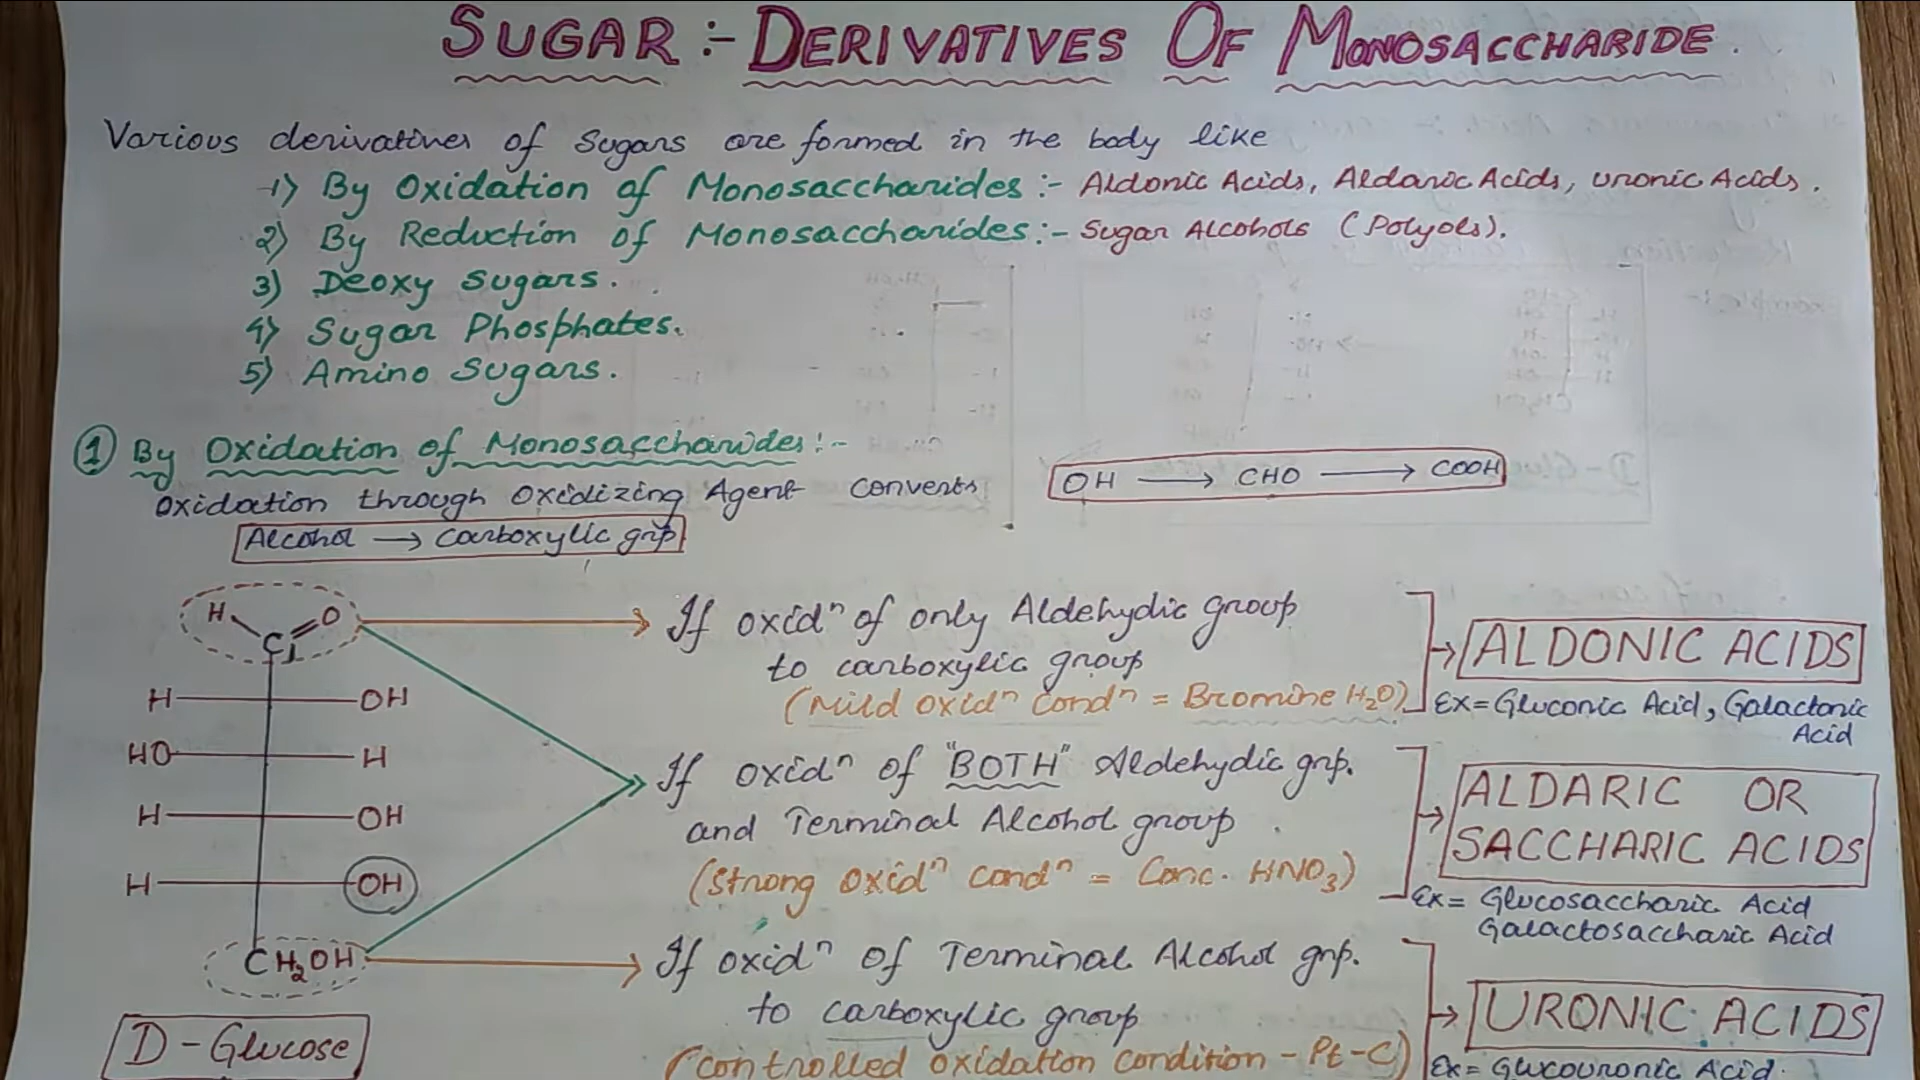 SUGAR :- DERIVATIVES OF MONOSACCHARIDE.
Various derivatives of Sugars are formed in the body like
1) By Oxidation of Monosaccharides :- Aldonic Acids, Aldaric Acids, Uronic Acids.
2) By Reduction of Monosaccharides :- Sugar Alcohols (Polyols).
3) Deoxy Sugars.
4) Sugar Phosphates.
5) Amino Sugars.
1 By Oxidation of Monosaccharides :-
Oxidation through Oxidizing Agent converts
OH → CHO → COOH
Alcohol → Carboxylic grp
H O
C1
H OH
HO H
H OH
H OH
CH2OH
D-Glucose
If oxidⁿ of only Aldehydic group
to carboxylic group
(Mild oxidⁿ condⁿ = Bromine H2O)
ALDONIC ACIDS
Ex = Gluconic Acid, Galactonic
Acid
If oxidⁿ of "BOTH" Aldehydic grp.
and Terminal Alcohol group.
(strong oxidⁿ condⁿ = Conc. HNO3)
ALDARIC OR
SACCHARIC ACIDS
Ex = Glucosaccharic Acid
Galactosaccharic Acid
If oxidⁿ of Terminal Alcohol grp.
to carboxylic group
(controlled oxidation condition - Pt-C)
URONIC ACIDS
Ex = Glucouronic Acid.